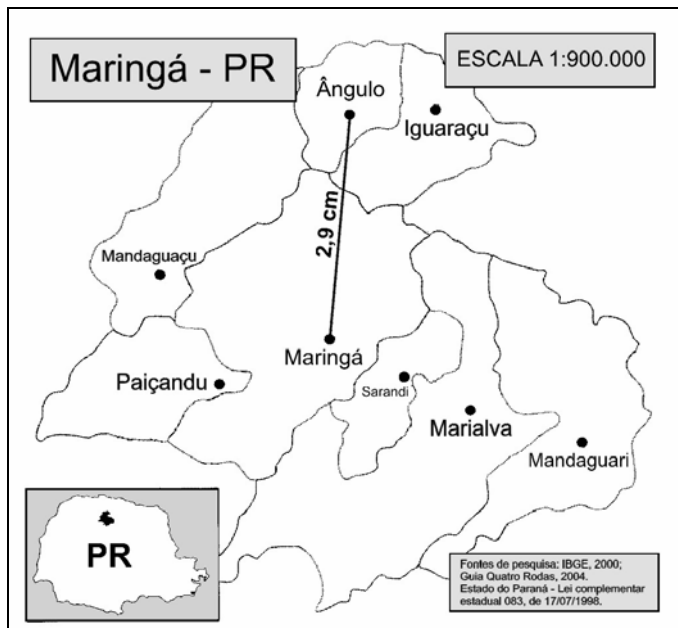 Maringá - PR
ESCALA 1:900.000
Ângulo
Iguaraçu
2,9 cm
Mandaguaçu
Maringá
Paiçandu
Sarandi
Marialva
Mandaguari
PR
Fontes de pesquisa: IBGE, 2000;
Guia Quatro Rodas, 2004.
Estado do Paraná - Lei complementar
estadual 083, de 17/07/1998.